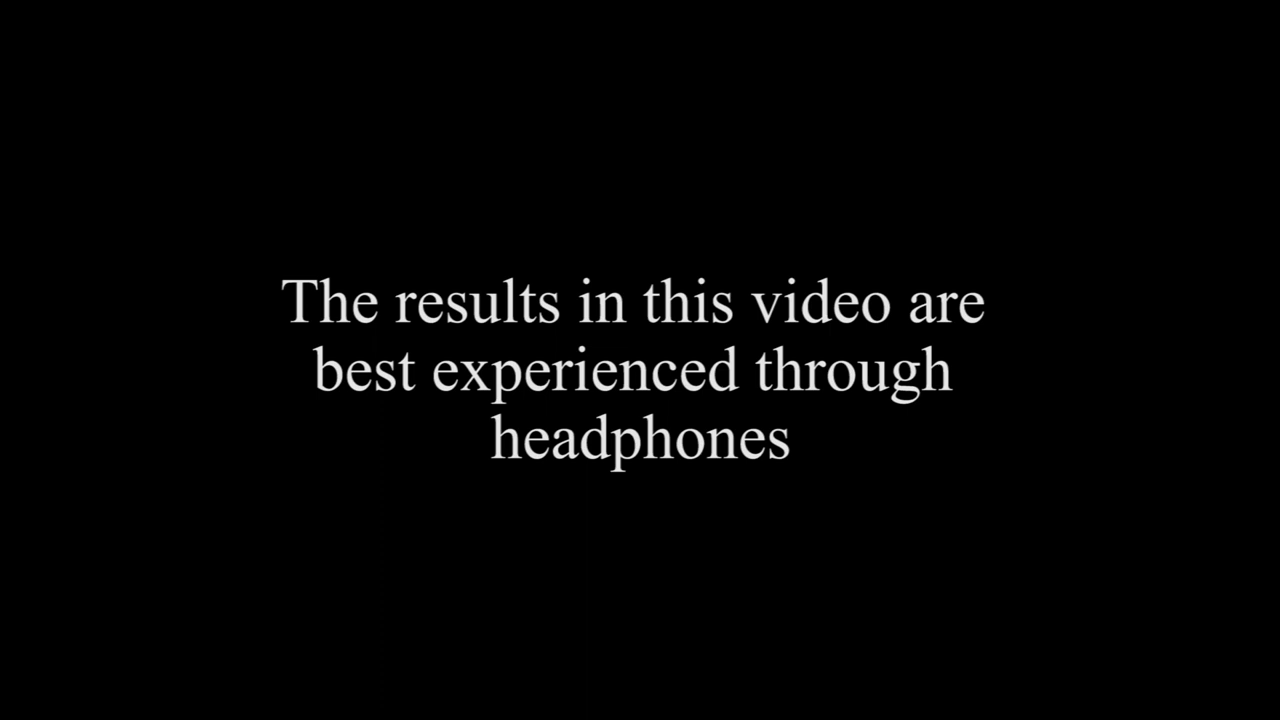 The results in this video are
best experienced through
headphones